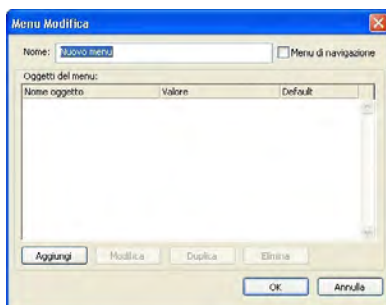 Menu Modifica
Nome: Nuovo menu Menu di navigazione
Oggetti del menu:
Nome oggetto Valore Default
Aggiungi Modifica Duplica Elimina
OK Annulla